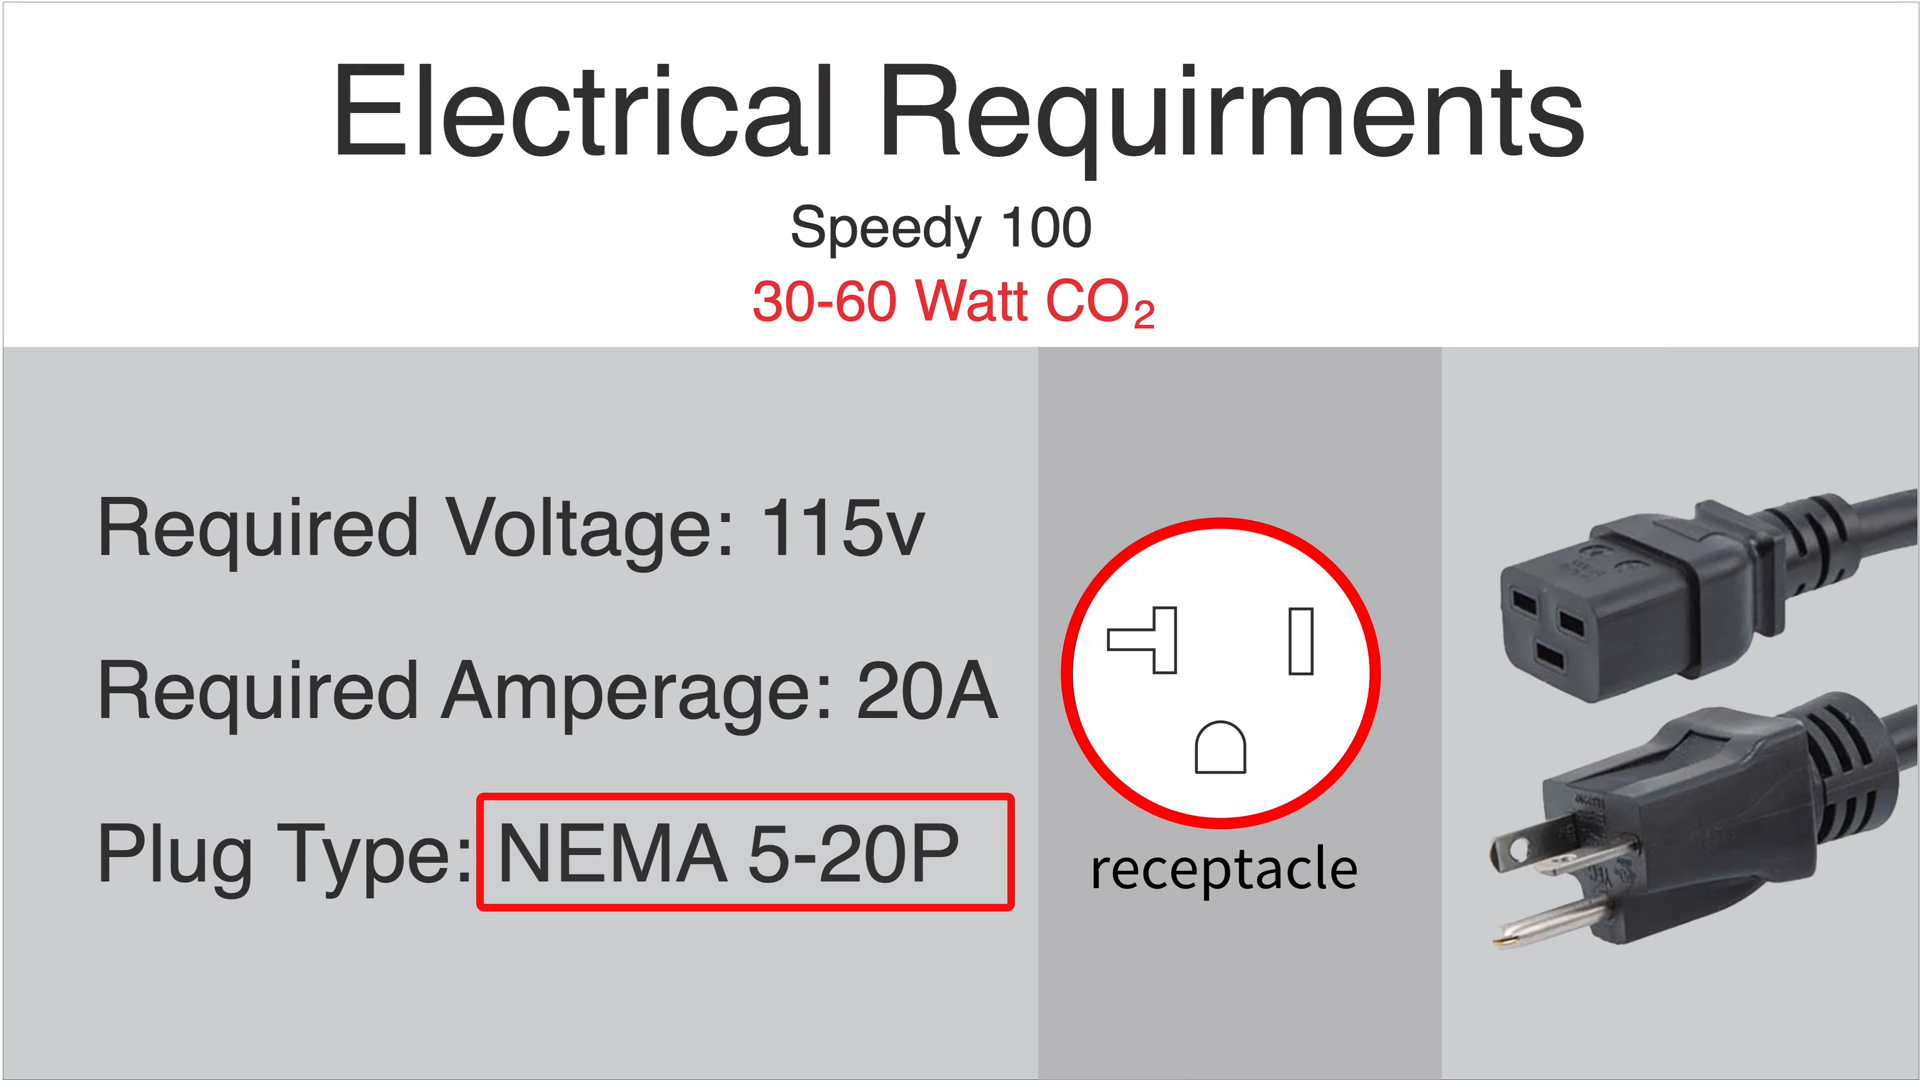 Electrical Requirments
Speedy 100
30-60 Watt CO₂
Required Voltage: 115v
Required Amperage: 20A
Plug Type: NEMA 5-20P
receptacle